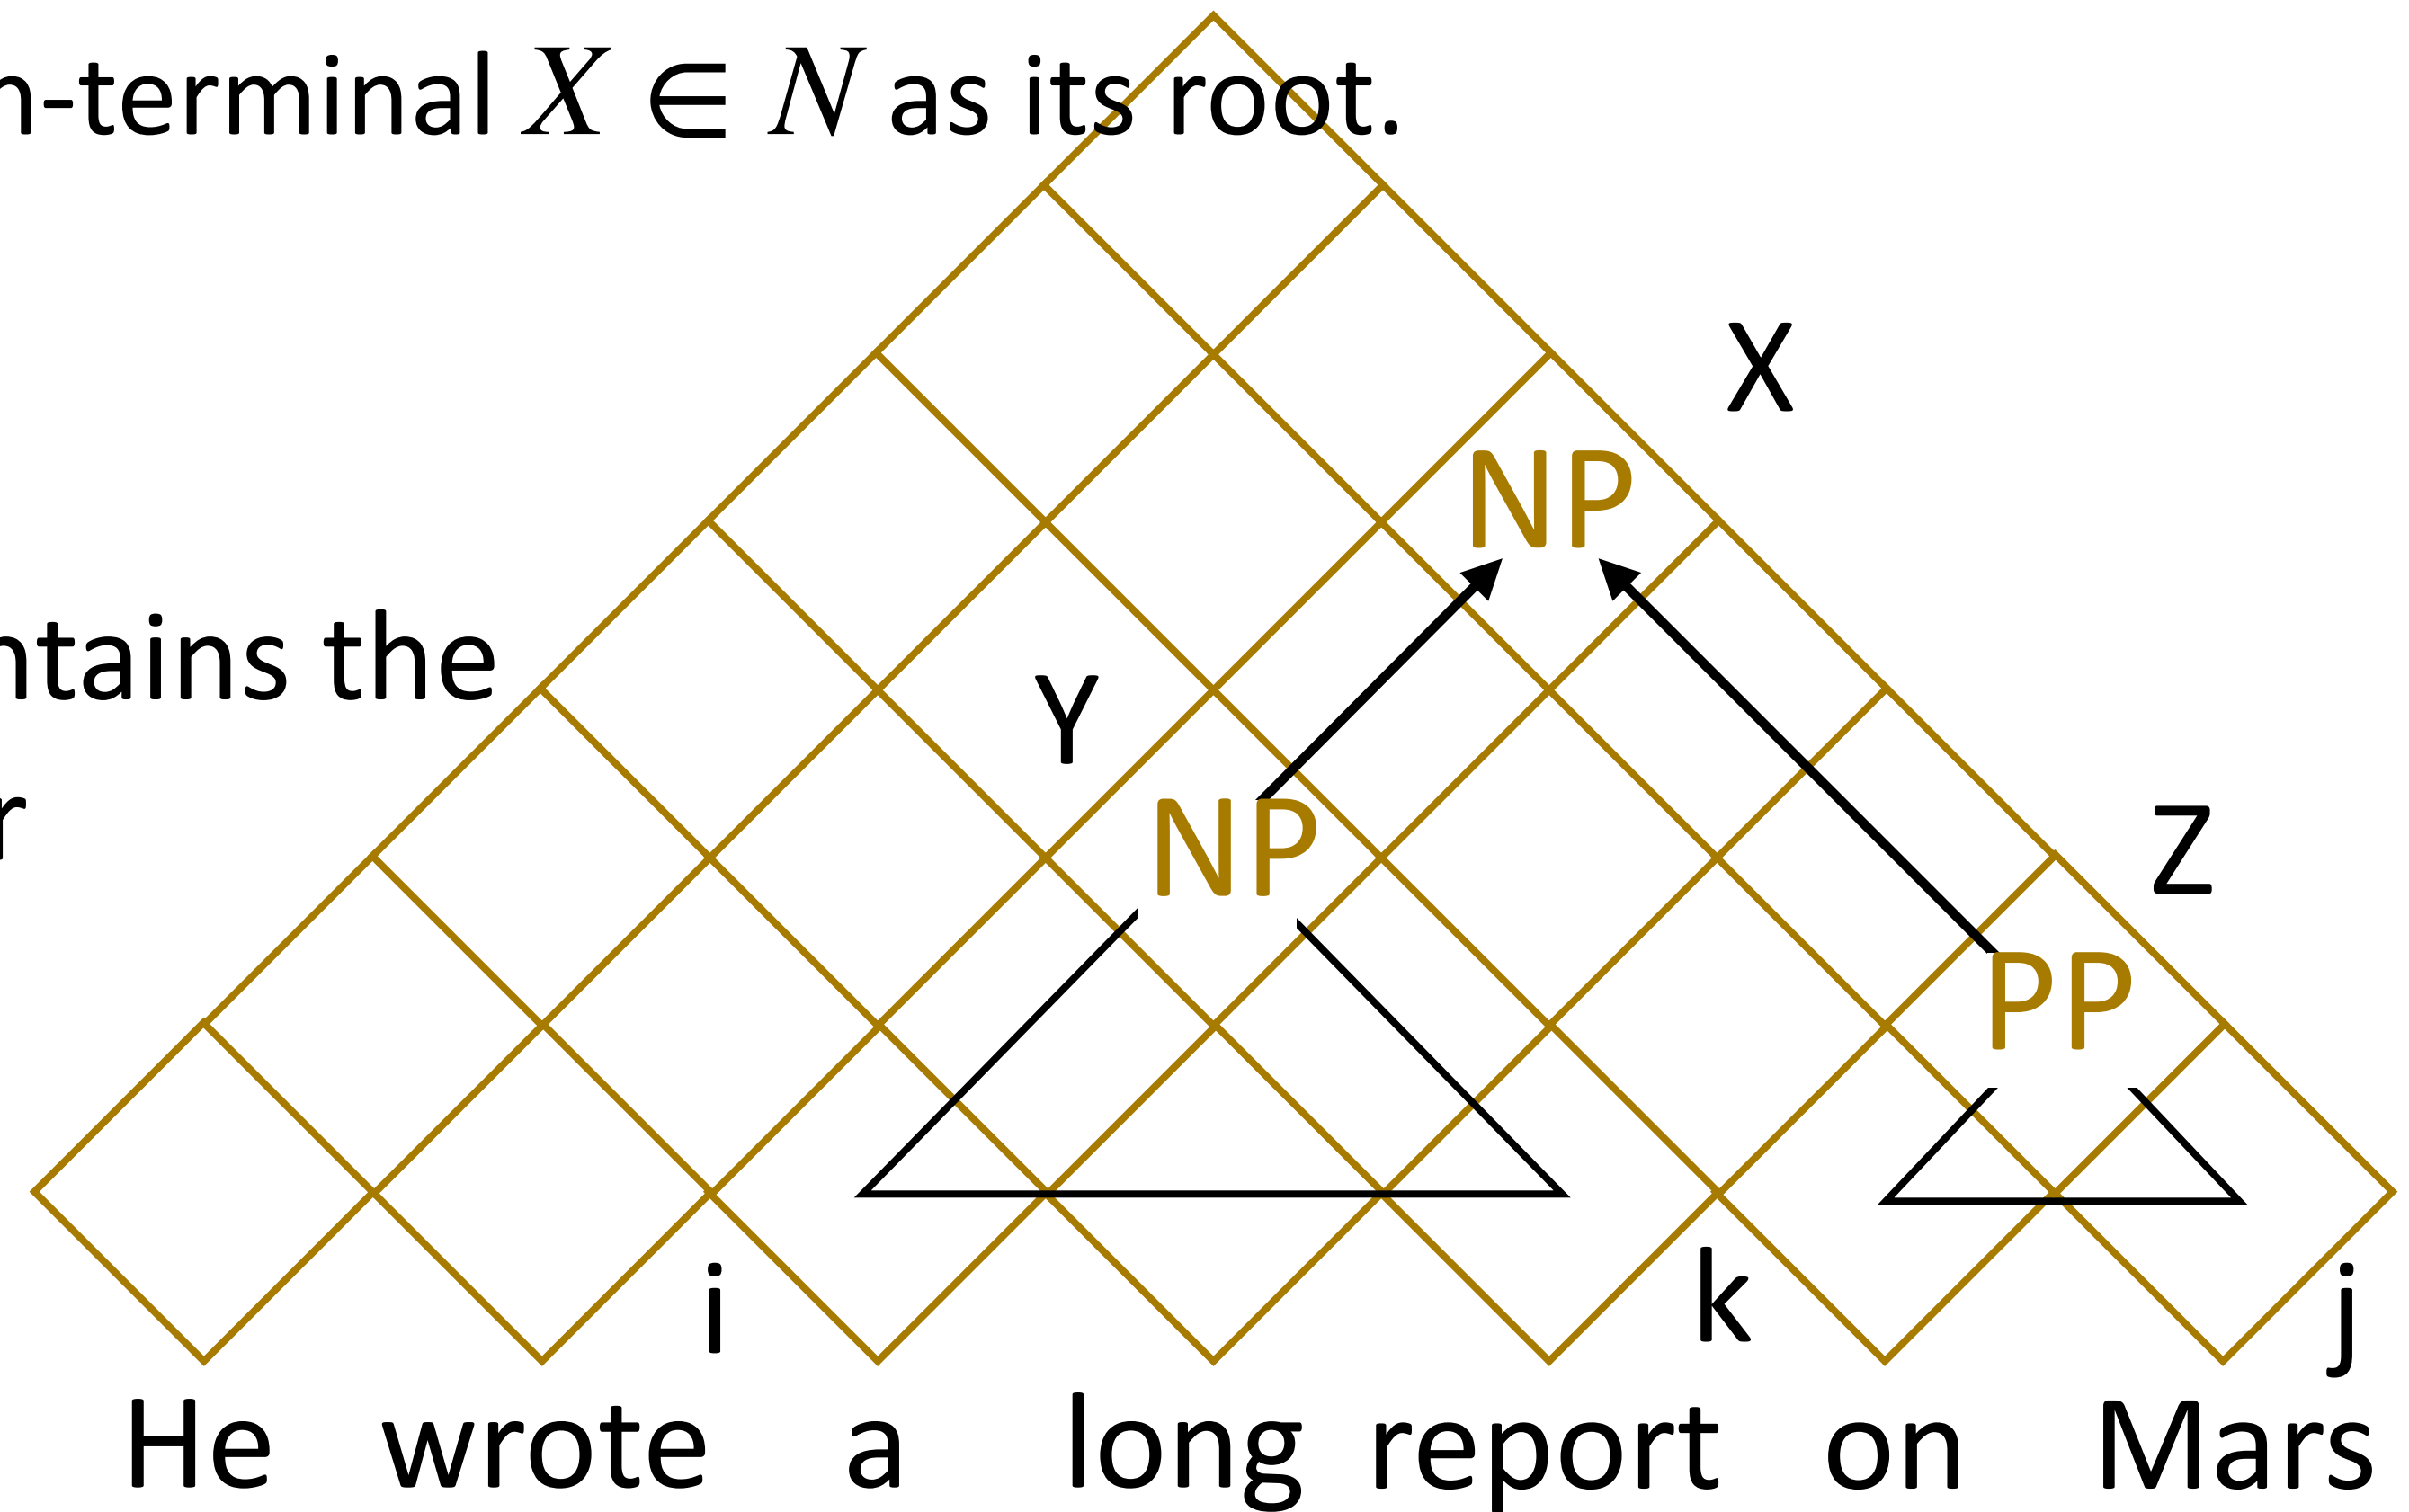 n-terminal X ∈ N as its root.
X
NP
ntains the
Y
r
NP
Z
PP
i
k
j
He wrote a long report on Mars